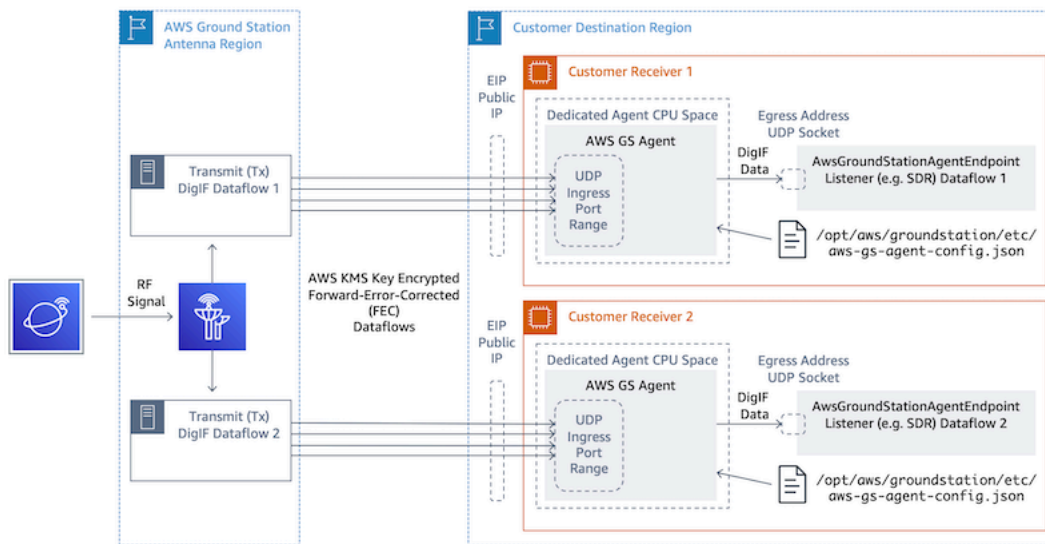 AWS Ground Station
Antenna Region
Customer Destination Region
EIP
Public
IP
Customer Receiver 1
Dedicated Agent CPU Space
AWS GS Agent
UDP
Ingress
Port
Range
DigIF
Data
Egress Address
UDP Socket
AwsGroundStationAgentEndpoint
Listener (e.g. SDR) Dataflow 1
/opt/aws/groundstation/etc/
aws-gs-agent-config.json
Transmit (Tx)
DigIF Dataflow 1
RF
Signal
AWS KMS Key Encrypted
Forward-Error-Corrected
(FEC)
Dataflows
EIP
Public
IP
Customer Receiver 2
Dedicated Agent CPU Space
AWS GS Agent
UDP
Ingress
Port
Range
DigIF
Data
Egress Address
UDP Socket
AwsGroundStationAgentEndpoint
Listener (e.g. SDR) Dataflow 2
/opt/aws/groundstation/etc/
aws-gs-agent-config.json
Transmit (Tx)
DigIF Dataflow 2